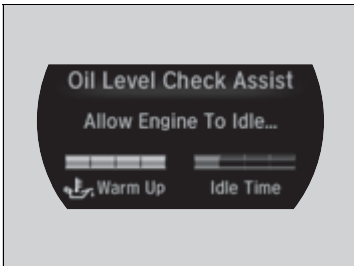 Oil Level Check Assist
Allow Engine To Idle...
Warm Up
Idle Time